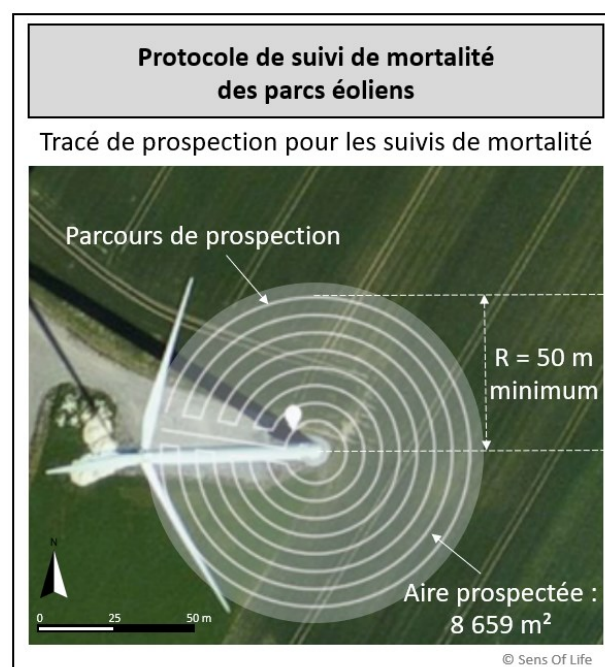 Protocole de suivi de mortalité
des parcs éoliens
Tracé de prospection pour les suivis de mortalité
Parcours de prospection
R = 50 m
minimum
Aire prospectée :
8 659 m²
N
0 25 50 m
© Sens Of Life